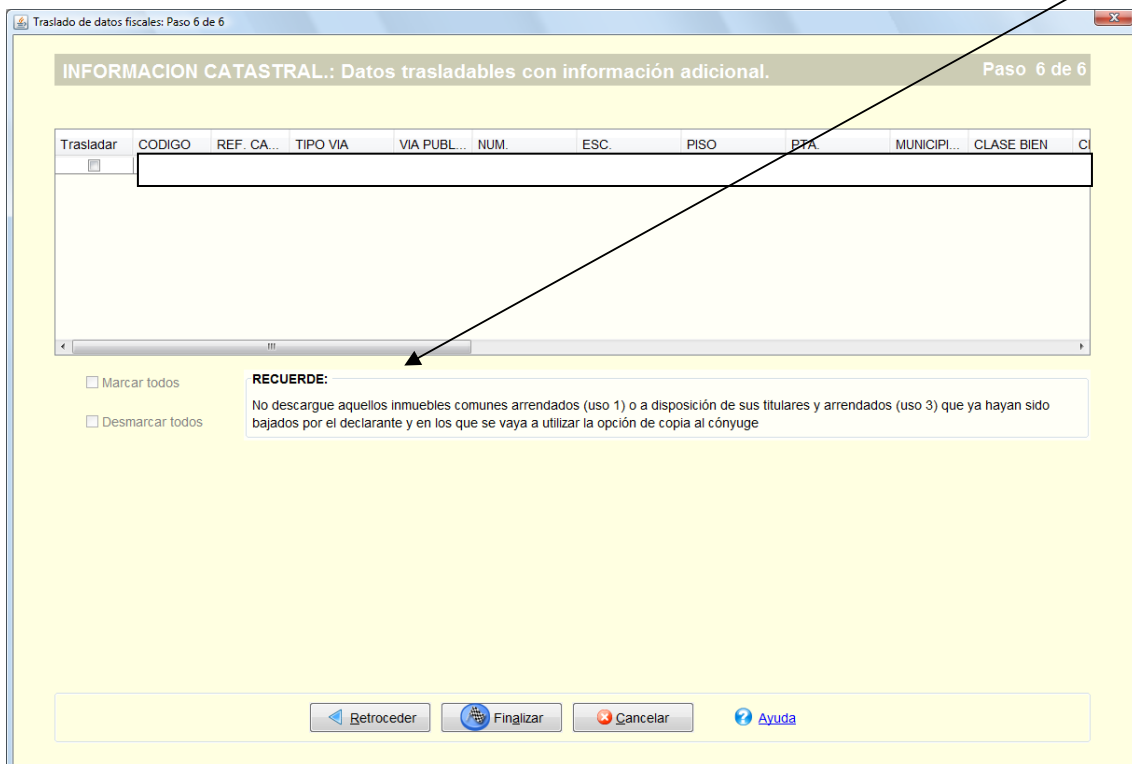 Traslado de datos fiscales: Paso 6 de 6
INFORMACION CATASTRAL.: Datos trasladables con información adicional. Paso 6 de 6
Trasladar CODIGO REF. CA... TIPO VIA VIA PUBL... NUM. ESC. PISO PTA. MUNICIPI... CLASE BIEN
Marcar todos
Desmarcar todos
RECUERDE:
No descargue aquellos inmuebles comunes arrendados (uso 1) o a disposición de sus titulares y arrendados (uso 3) que ya hayan sido
bajados por el declarante y en los que se vaya a utilizar la opción de copia al cónyuge
Retroceder Finalizar Cancelar Ayuda